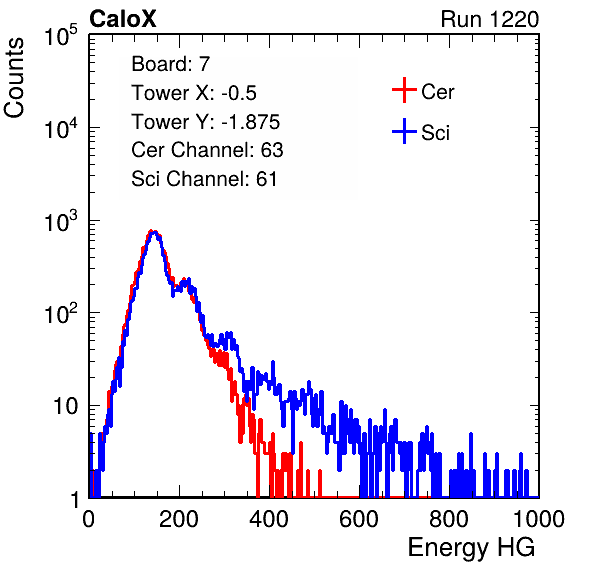 CaloX Run 1220
Counts
Board: 7
Tower X: -0.5
Tower Y: -1.875
Cer Channel: 63
Sci Channel: 61
Cer
Sci
10^5
10^4
10^3
10^2
10
1
0 200 400 600 800 1000
Energy HG